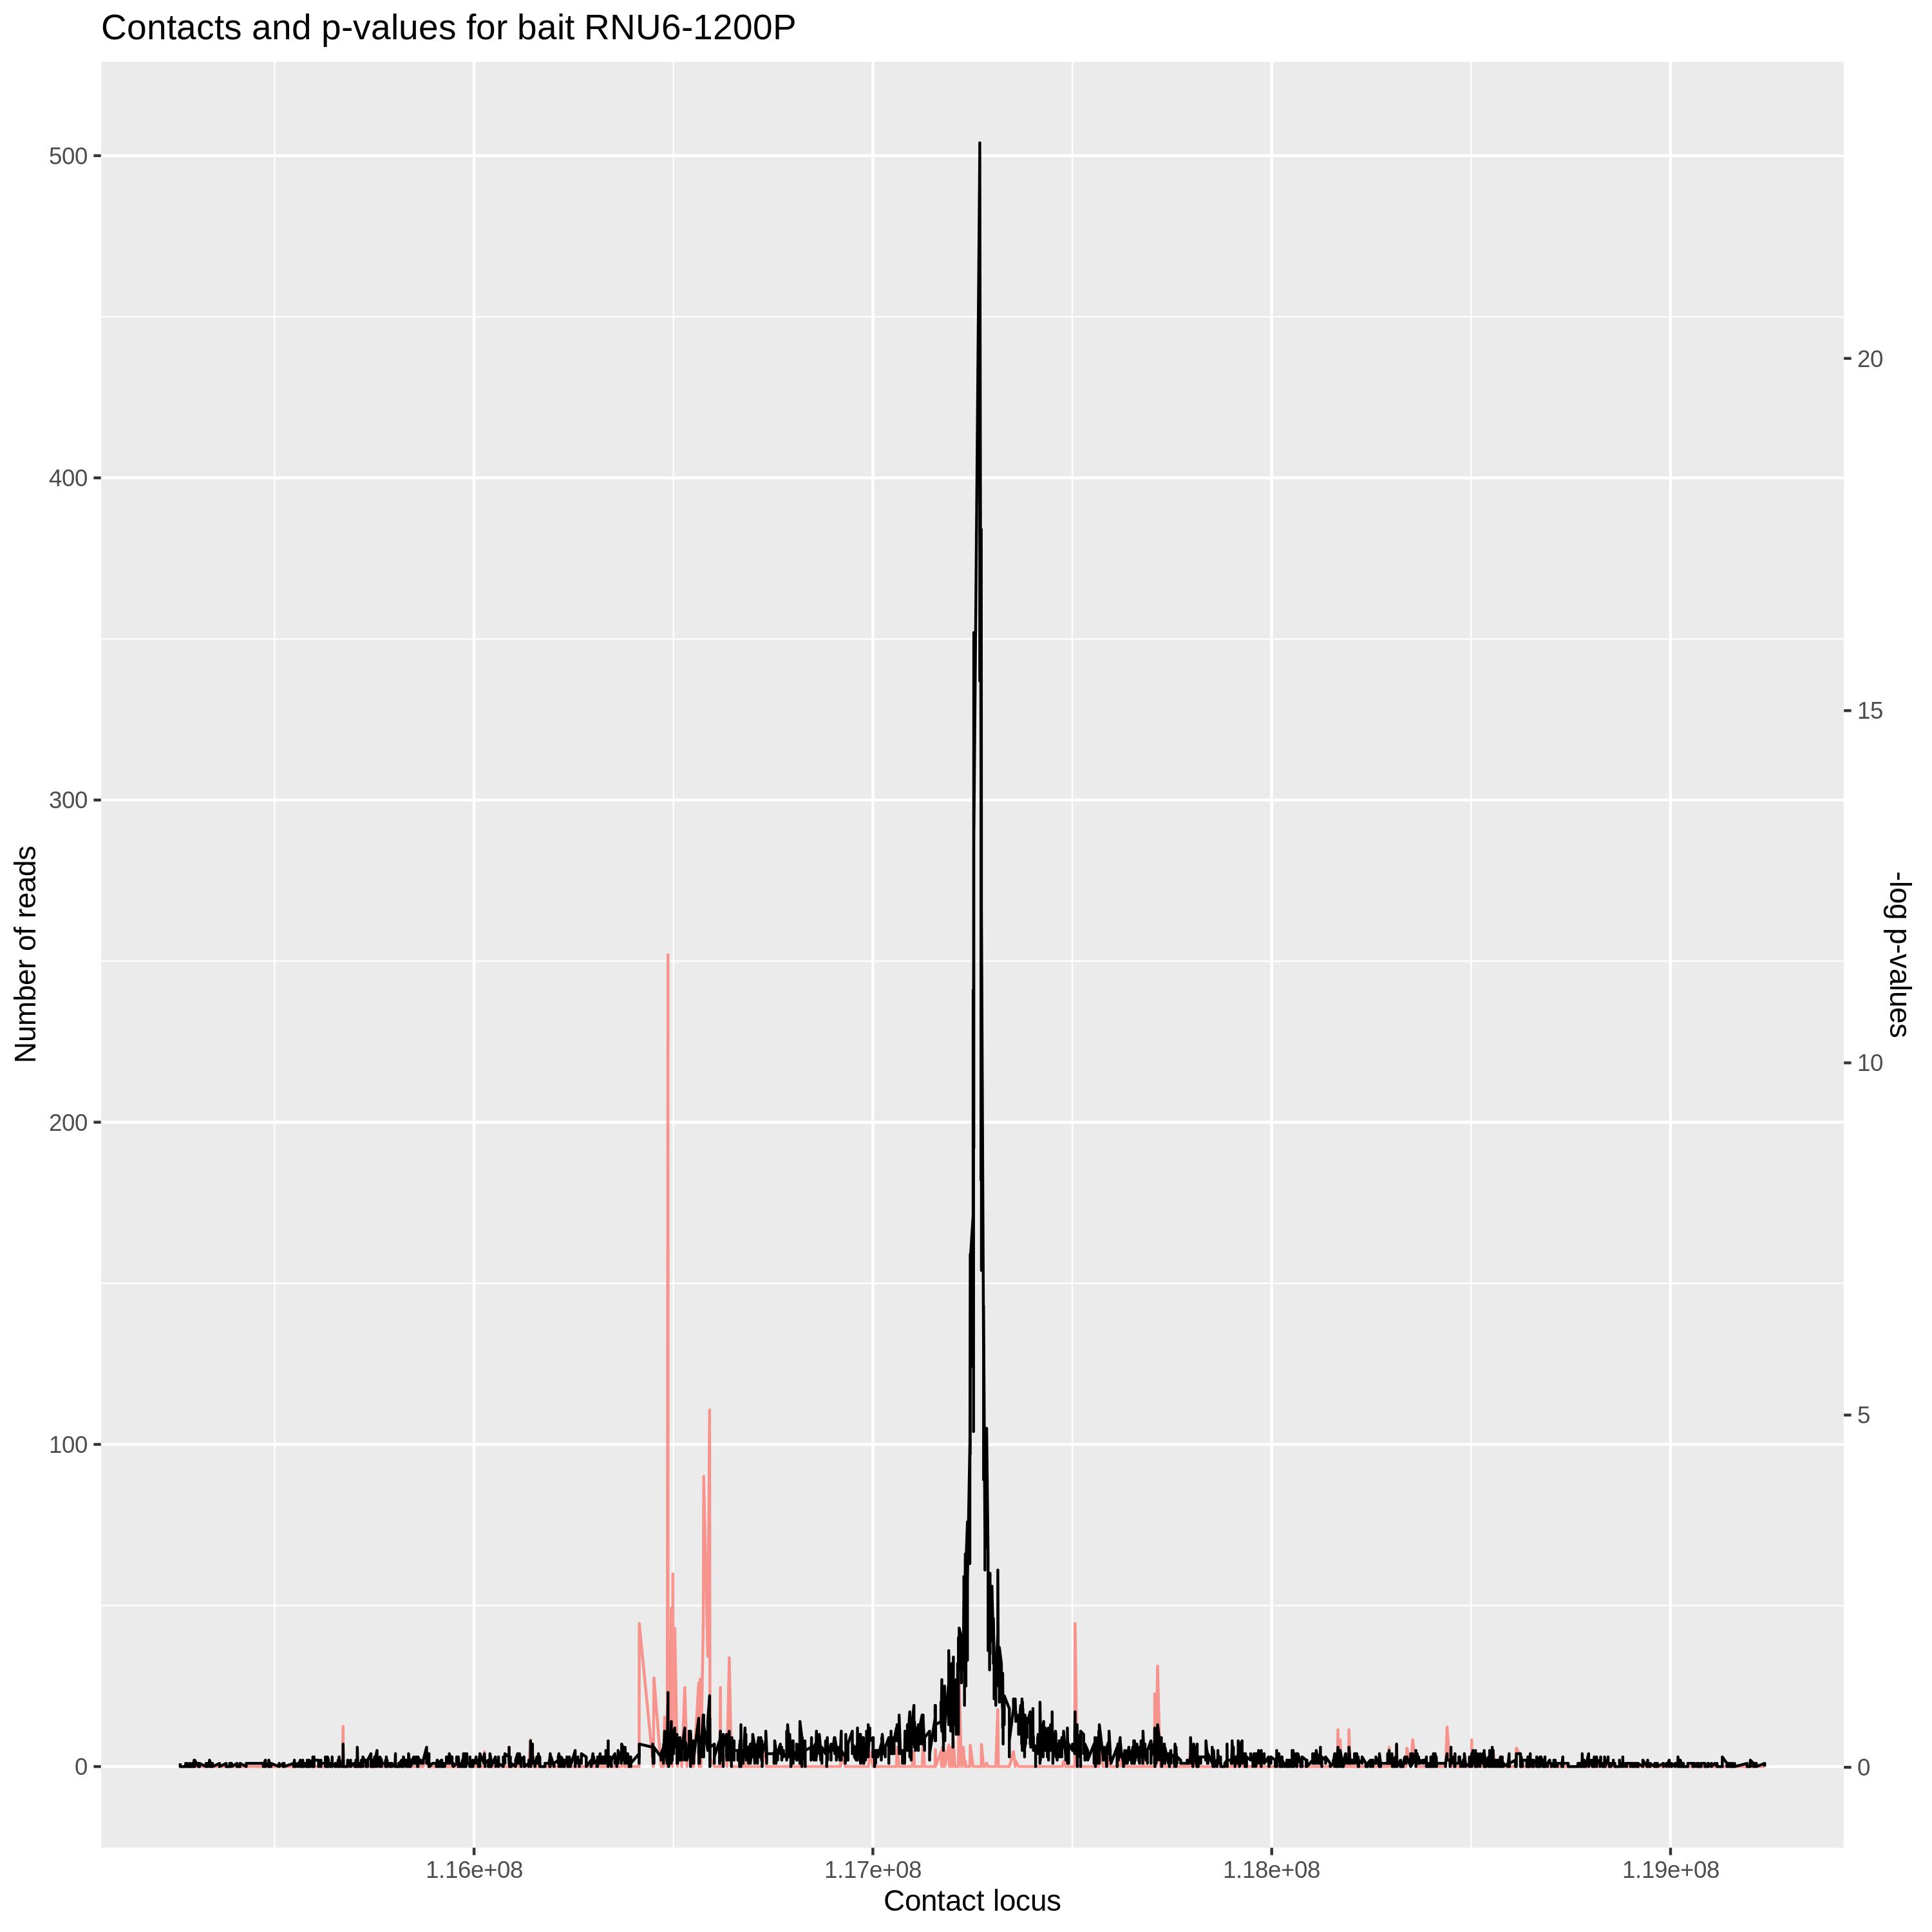 Contacts and p-values for bait RNU6-1200P
500
400
300
200
100
0
Number of reads
20
15
10
5
0
-log p-values
1.16e+08
1.17e+08
1.18e+08
1.19e+08
Contact locus